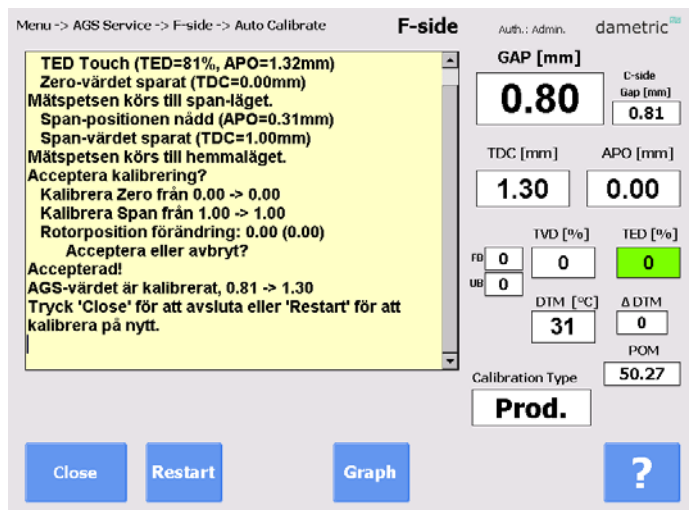 Menu -> AGS Service -> F-side -> Auto Calibrate
F-side
Auth.: Admin.
dametric
TED Touch (TED=81%, APO=1.32mm)
Zero-värdet sparat (TDC=0.00mm)
Mätspetsen körs till span-läget.
Span-positionen nådd (APO=0.31mm)
Span-värdet sparat (TDC=1.00mm)
Mätspetsen körs till hemmaläget.
Acceptera kalibrering?
Kalibrera Zero från 0.00 -> 0.00
Kalibrera Span från 1.00 -> 1.00
Rotorposition förändring: 0.00 (0.00)
Acceptera eller avbryt?
Accepterad!
AGS-värdet är kalibrerat, 0.81 -> 1.30
Tryck 'Close' för att avsluta eller 'Restart' för att
kalibrera på nytt.
GAP [mm]
0.80
C-side
Gap [mm]
0.81
TDC [mm]
APO [mm]
1.30
0.00
TVD [%]
TED [%]
FD
0
0
0
UB
0
DTM [°C]
Δ DTM
31
0
POM
50.27
Calibration Type
Prod.
Close
Restart
Graph
?